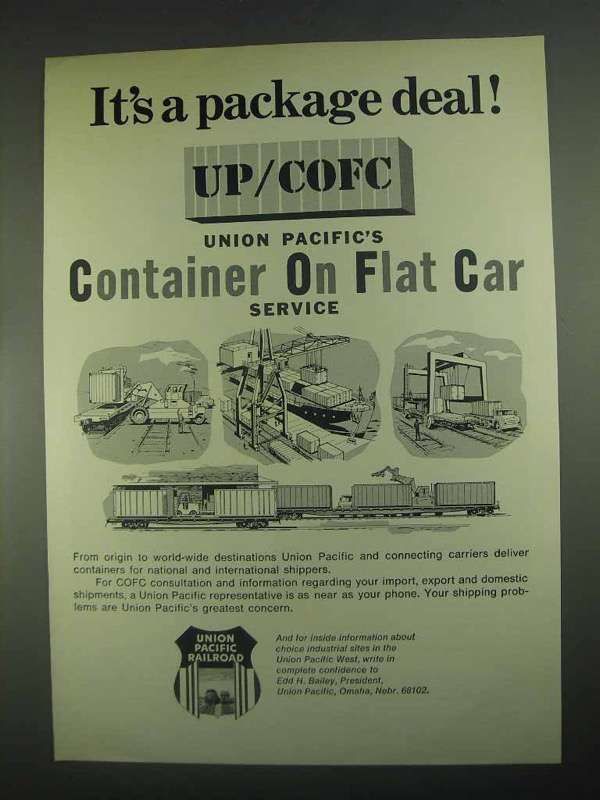 It's a package deal!
UP/COFC
UNION PACIFIC'S
Container On Flat Car
SERVICE
From origin to world-wide destinations Union Pacific and connecting carriers deliver
containers for national and international shippers.
For COFC consultation and information regarding your import, export and domestic
shipments, a Union Pacific representative is as near as your phone. Your shipping prob-
lems are Union Pacific's greatest concern.
UNION
PACIFIC
RAILROAD
And for inside information about
choice industrial sites in the
Union Pacific West, write in
complete confidence to
Edd H. Bailey, President,
Union Pacific, Omaha, Nebr. 68102.